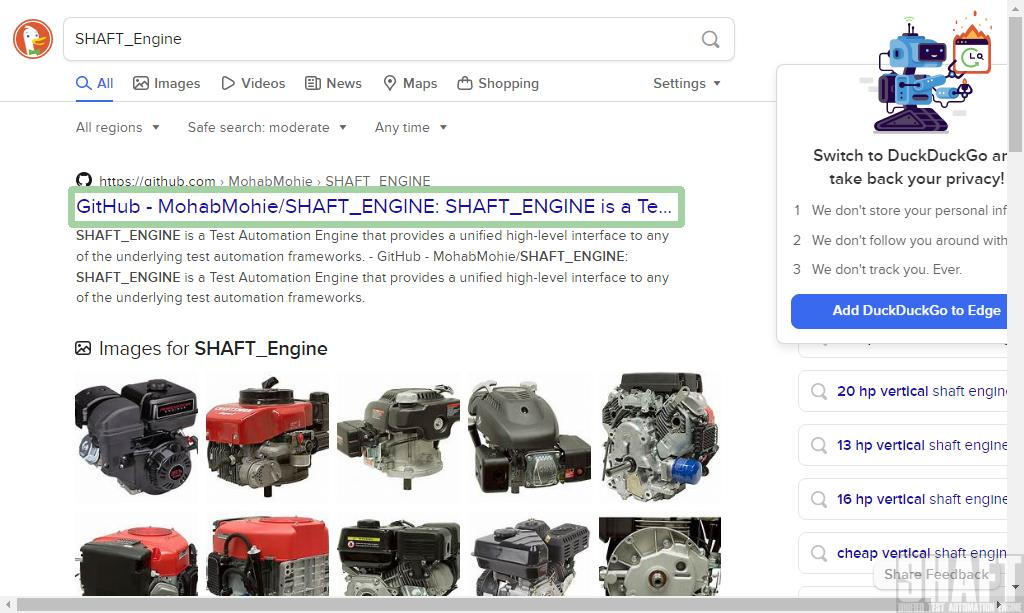 SHAFT_Engine
All Images Videos News Maps Shopping Settings
All regions Safe search: moderate Any time
https://github.com › MohabMohie › SHAFT_ENGINE
GitHub - MohabMohie/SHAFT_ENGINE: SHAFT_ENGINE is a Te...
SHAFT_ENGINE is a Test Automation Engine that provides a unified high-level interface to any
of the underlying test automation frameworks. - GitHub - MohabMohie/SHAFT_ENGINE:
SHAFT_ENGINE is a Test Automation Engine that provides a unified high-level interface to any
of the underlying test automation frameworks.
Images for SHAFT_Engine
Switch to DuckDuckGo an
take back your privacy!
1 We don't store your personal inf
2 We don't follow you around with
3 We don't track you. Ever.
Add DuckDuckGo to Edge
20 hp vertical shaft engin
13 hp vertical shaft engine
16 hp vertical shaft engine
cheap vertical shaft engin
Share Feedback
SHAFT